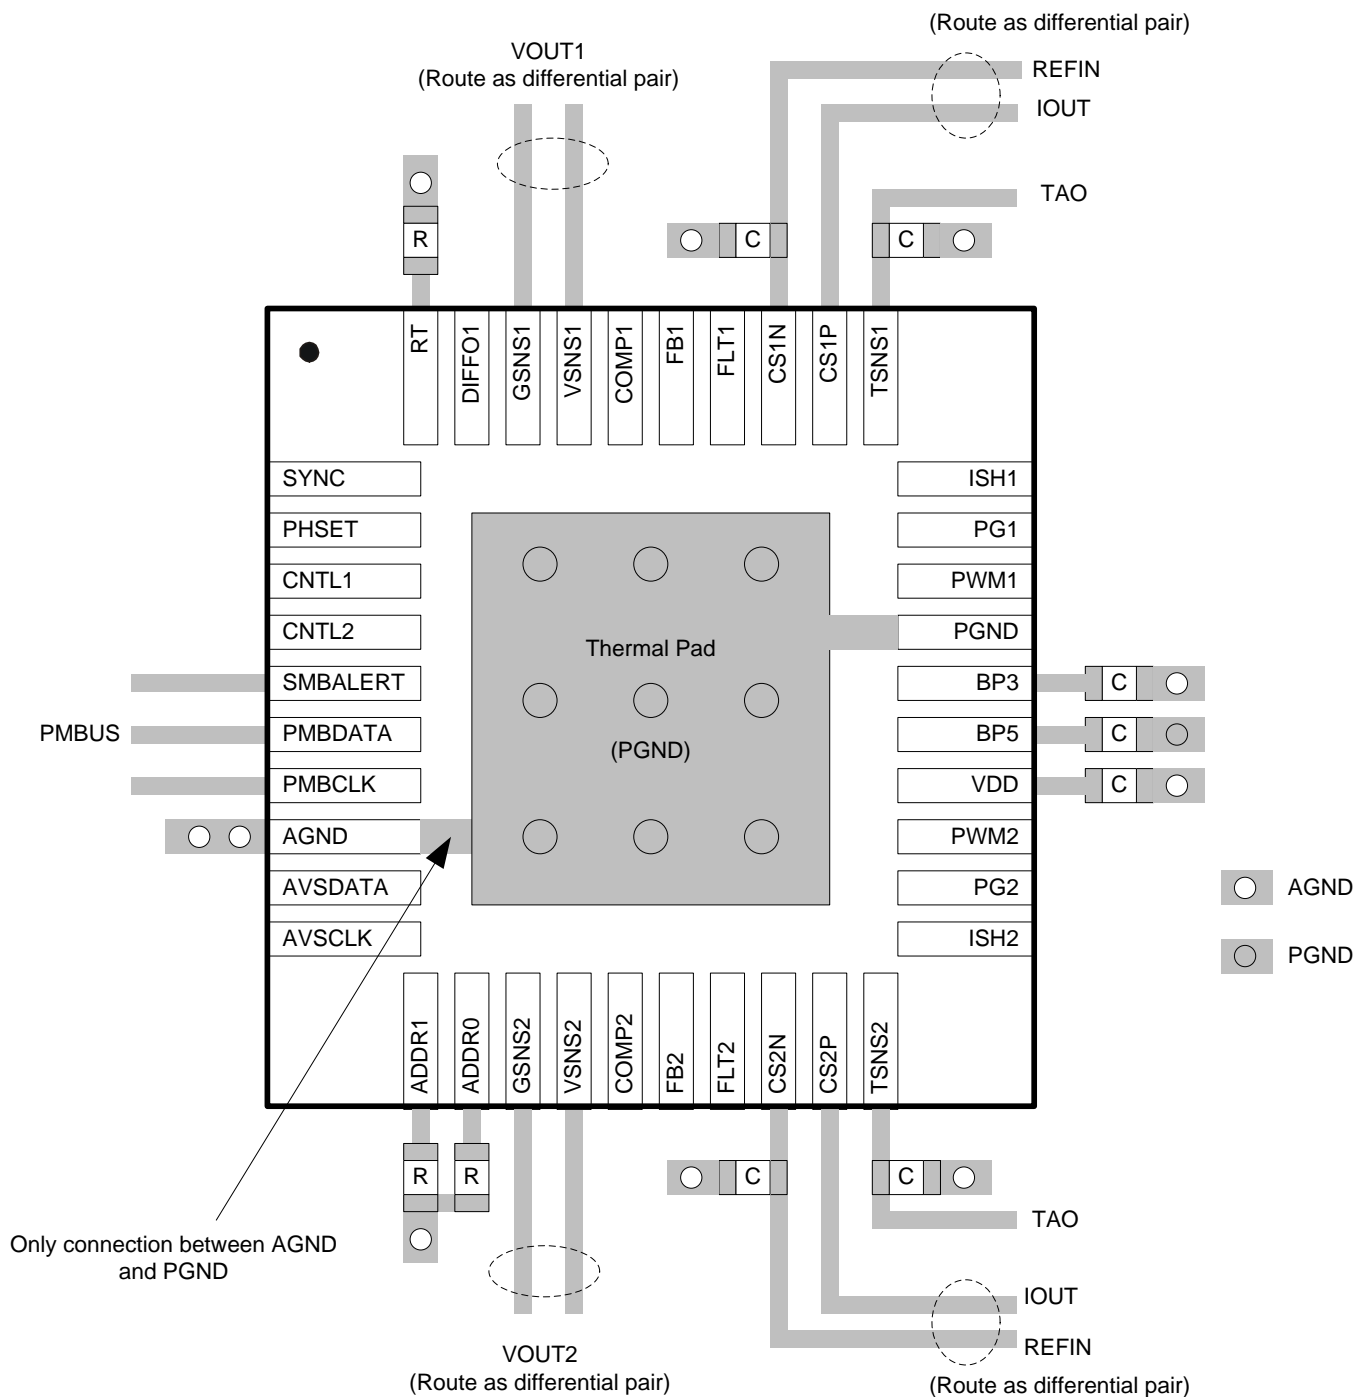 (Route as differential pair)
REFIN
IOUT
TAO
VOUT1
(Route as differential pair)
R
C
C
RT
DIFFO1
GSNS1
VSNS1
COMP1
FB1
FLT1
CS1N
CS1P
TSNS1
SYNC
PHSET
CNTL1
CNTL2
SMBALERT
PMBDATA
PMBCLK
AGND
AVSDATA
AVSCLK
PMBUS
Thermal Pad
(PGND)
ISH1
PG1
PWM1
PGND
BP3
BP5
VDD
PWM2
PG2
ISH2
C
C
C
AGND
PGND
ADDR1
ADDR0
GSNS2
VSNS2
COMP2
FB2
FLT2
CS2N
CS2P
TSNS2
R
R
C
C
Only connection between AGND
and PGND
TAO
IOUT
REFIN
(Route as differential pair)
VOUT2
(Route as differential pair)